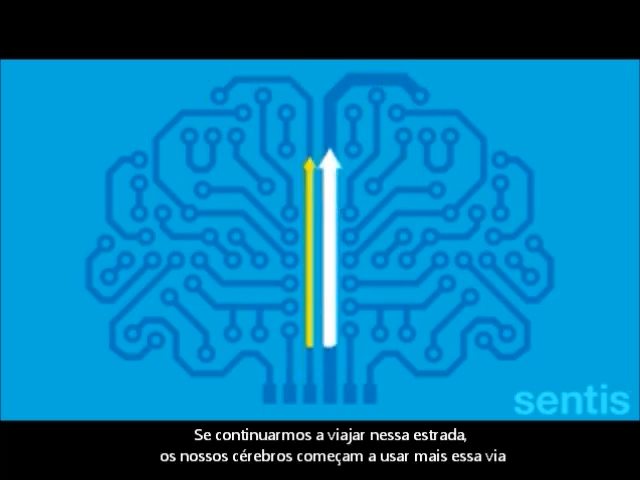 sentis
Se continuarmos a viajar nessa estrada,
os nossos cérebros começam a usar mais essa via